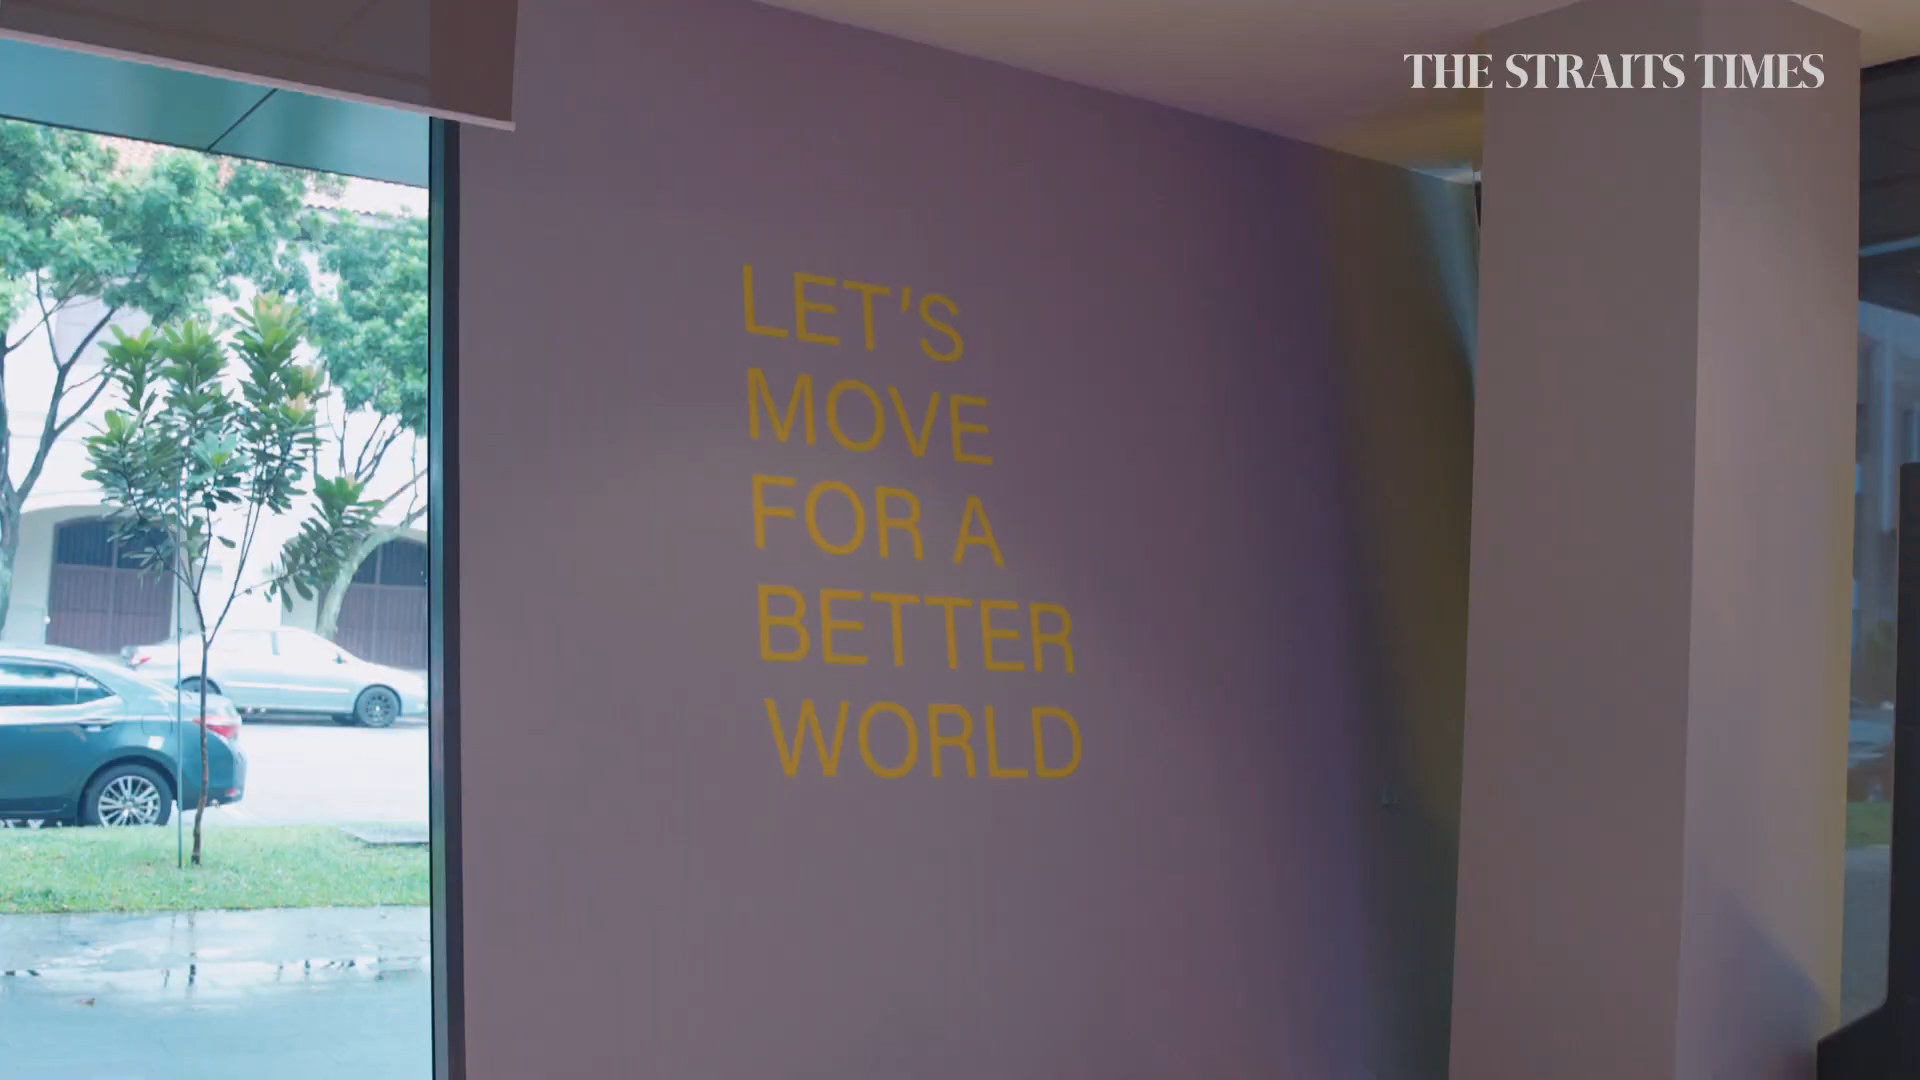 THE STRAITS TIMES
LET'S
MOVE
FOR A
BETTER
WORLD